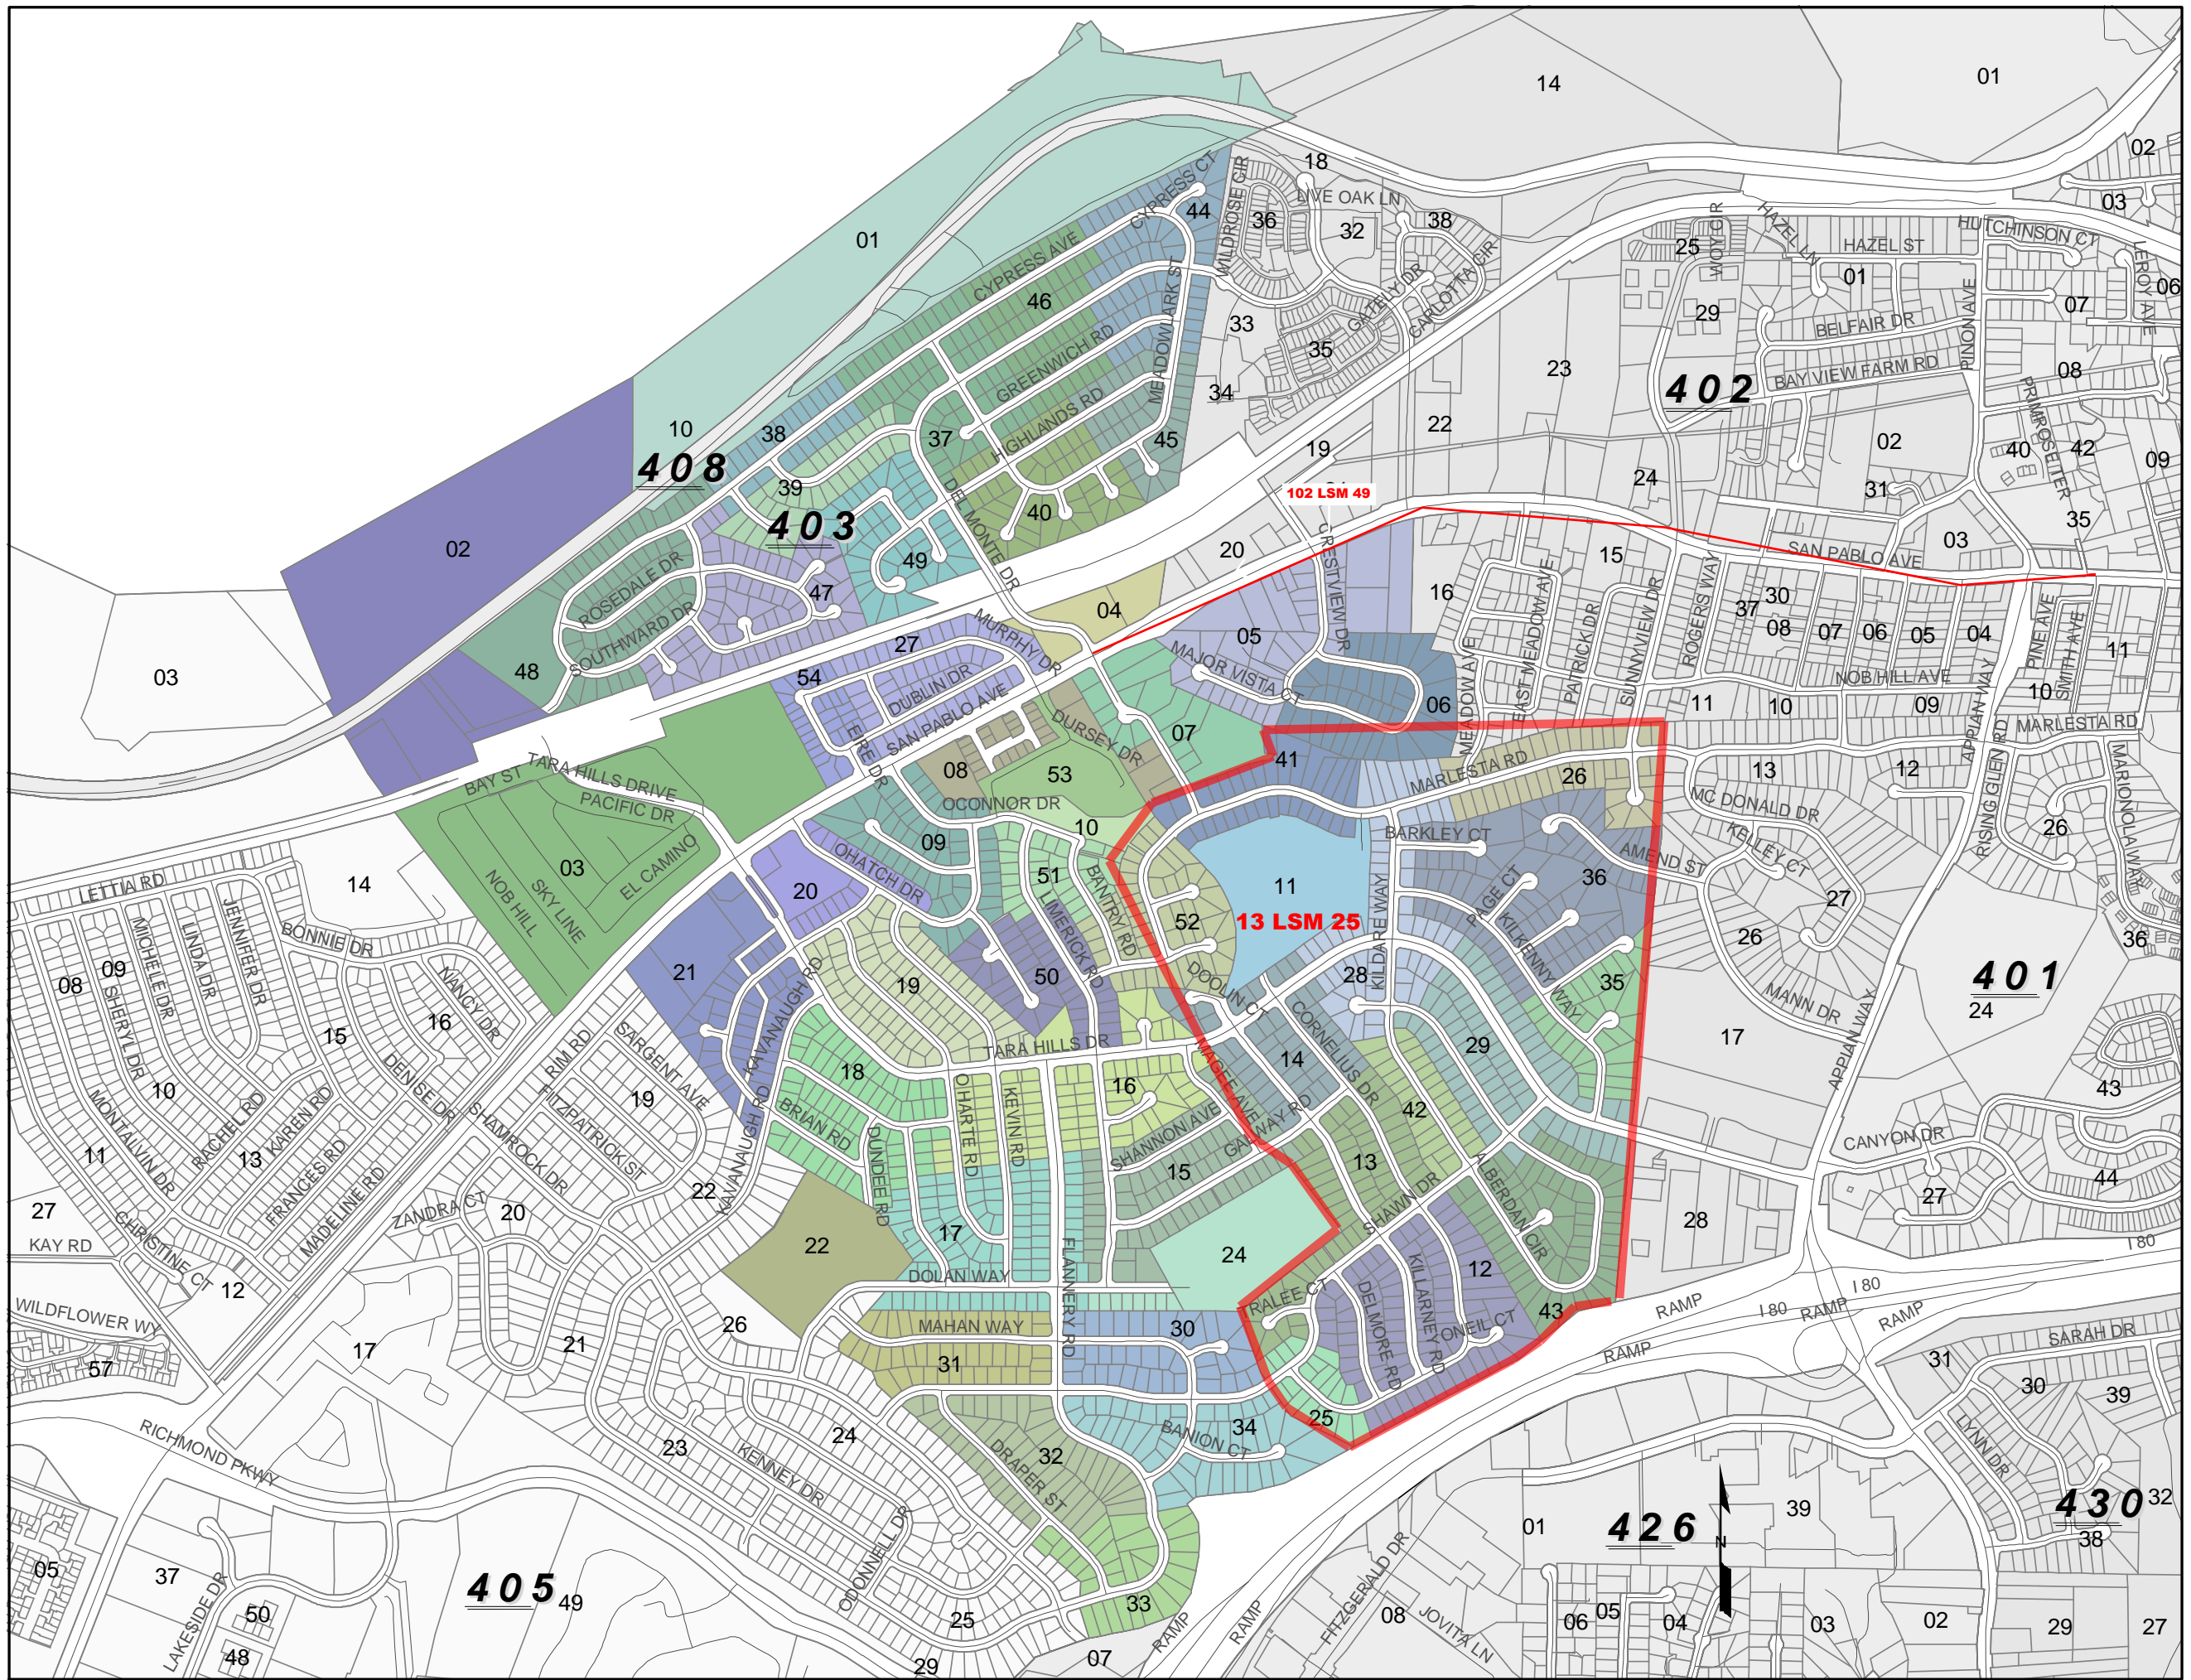 14
01
02
18
LIVE OAK LN
03
CYPRESS CT
WILDROSE CIR
44
36
32
38
WOY CIR
HAZEL LN
HUTCHINSON CT
01
25
HAZEL ST
LEROY AVE
CYPRESS AVE
46
MEADOWLARK ST
GATELY DR
CARLOTTA CIR
01
06
07
33
29
BELFAIR DR
PINON AVE
GREENWICH RD
35
23
BAY VIEW FARM RD
08
34
402
PRIMROSE TER
10
38
37
HIGHLANDS RD
45
22
02
40
42
09
408
19
39
24
31
102 LSM 49
403
40
DEL MONTE DR
35
02
49
20
CRESTVIEW DR
15
SAN PABLO AVE
03
ROSEDALE DR
47
04
16
EAST MEADOW AVE
PATRICK DR
SUNNYVIEW DR
ROGERS WAY
37
30
08
07
06
05
04
PINE AVE
SMITH AVE
11
SOUTHWARD DR
27
MURPHY DR
05
MAJOR VISTA CT
03
48
54
DUBLIN DR
NOB HILL AVE
10
06
MEADOW AVE
11
10
09
APPIAN WAY
SAN PABLO AVE
DURSEY DR
07
MARLESTA RD
ERE DR
41
RISING GLEN RD
MARIONOLA WAY
TARA HILLS DRIVE
BAY ST
08
53
MARLESTA RD
26
13
12
PACIFIC DR
OCONNOR DR
MC DONALD DR
10
BARKLEY CT
KELLEY CT
26
EL CAMINO
OHATCH DR
09
AMEND ST
03
LETTIA RD
14
20
51
BANTRY RD
11
36
27
NOB HILL
SKY LINE
LIMERICK RD
PAGE CT
KILKENNY WAY
13 LSM 25
52
KILDARE WAY
JENNIFER DR
LINDA DR
MICHELE DR
BONNIE DR
26
36
08
09
SHERYL DR
NANCY DR
21
KAVANAUGH RD
19
50
DOOLIN CT
28
35
MANN DR
401
24
16
15
DENISE DR
RIM RD
SARGENT AVE
TARA HILLS DR
MAGEE AVE
CORNELIUS DR
29
17
APPIAN WAY
14
10
MONTALVIN DR
RACHEL RD
KAREN RD
FITZPATRICK ST
19
KAVANAUGH RD
18
OHARTE RD
KEVIN RD
16
43
SHAMROCK DR
BRIAN RD
DUNDEE RD
42
SHANNON AVE
GALWAY RD
CANYON DR
11
13
FRANCES RD
MADELINE RD
22
15
13
SHAWN DR
ALBERDAN CIR
44
27
27
ZANDRA CT
20
KAVANAUGH RD
17
28
CHRISTINE CT
KAY RD
22
FLANNERY RD
24
I 80
12
DOLAN WAY
RALEE CT
12
I 80
RAMP
I 80
RAMP
RAMP
WILDFLOWER WY
26
MAHAN WAY
30
DELMORE RD
KILLARNEY RD
ONEIL CT
43
SARAH DR
57
17
21
31
RAMP
31
30
39
25
34
BANION CT
RICHMOND PKWY
23
24
KENNEY DR
32
DRAPER ST
LYNN DR
430
32
01
426
39
38
N
ODONNELL DR
05
37
LAKESIDE DR
405
49
50
48
25
33
29
07
RAMP
RAMP
FITZGERALD DR
08
JOVITA LN
06
05
04
03
02
29
27